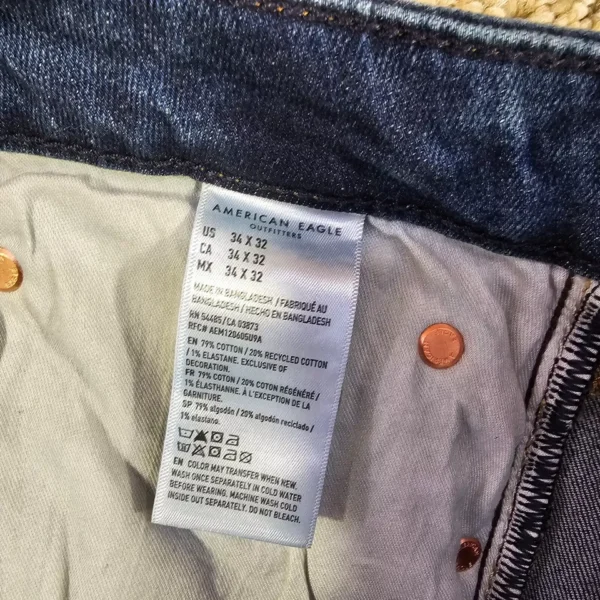 AMERICAN EAGLE
OUTFITTERS
US 34 X 32
CA 34 X 32
MX 34 X 32
MADE IN BANGLADESH / FABRIQUÉ AU
BANGLADESH / HECHO EN BANGLADESH
RN 54485 / CA 03873
RFC# AEM120605U9A
EN 79% COTTON / 20% RECYCLED COTTON
/ 1% ELASTANE. EXCLUSIVE OF
DECORATION.
FR 79% COTON / 20% COTON RÉGÉNÉRÉ /
1% ÉLASTHANNE. À L'EXCEPTION DE LA
GARNITURE.
SP 79% algodón / 20% algodón reciclado /
1% elastano.
EN COLOR MAY TRANSFER WHEN NEW.
WASH ONCE SEPARATELY IN COLD WATER
BEFORE WEARING. MACHINE WASH COLD
INSIDE OUT SEPARATELY. DO NOT BLEACH.